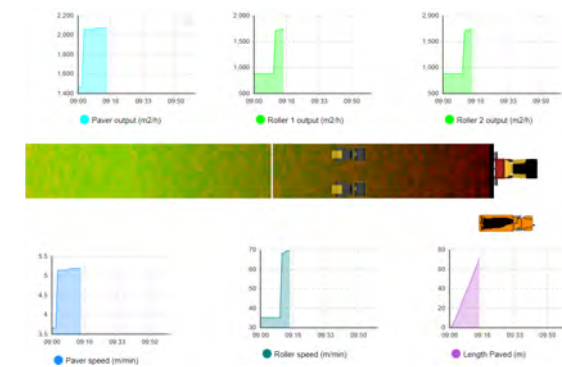 2,200
2,000
1,800
1,600
1,400
09:00 09:16 09:33 09:50
Paver output (m2/h)
2,000
1,500
1,000
500
09:00 09:16 09:33 09:50
Roller 1 output (m2/h)
2,000
1,500
1,000
500
09:00 09:16 09:33 09:50
Roller 2 output (m2/h)
5.5
5
4.5
4
3.5
09:00 09:16 09:33 09:50
Paver speed (m/min)
70
60
50
40
30
09:00 09:16 09:33 09:50
Roller speed (m/min)
80
60
40
20
0
09:00 09:16 09:33 09:50
Length Paved (m)